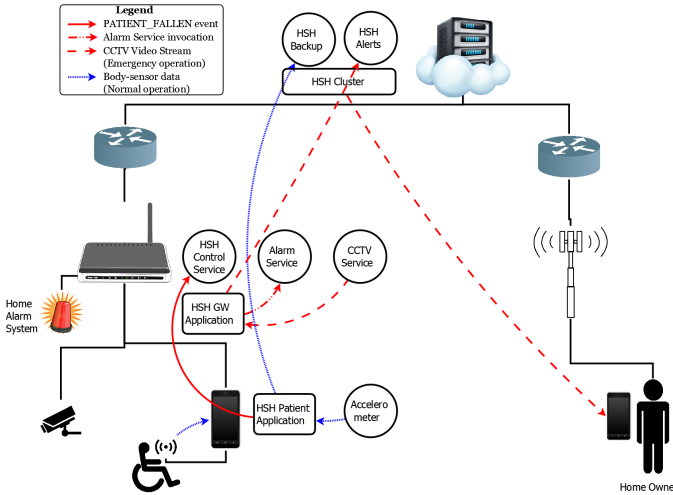 Legend
PATIENT_FALLEN event
Alarm Service invocation
CCTV Video Stream
(Emergency operation)
Body-sensor data
(Normal operation)
HSH
Backup
HSH
Alerts
HSH Cluster
HSH
Control
Service
Alarm
Service
CCTV
Service
Home
Alarm
System
HSH GW
Application
HSH Patient
Application
Accelero
meter
Home Owne